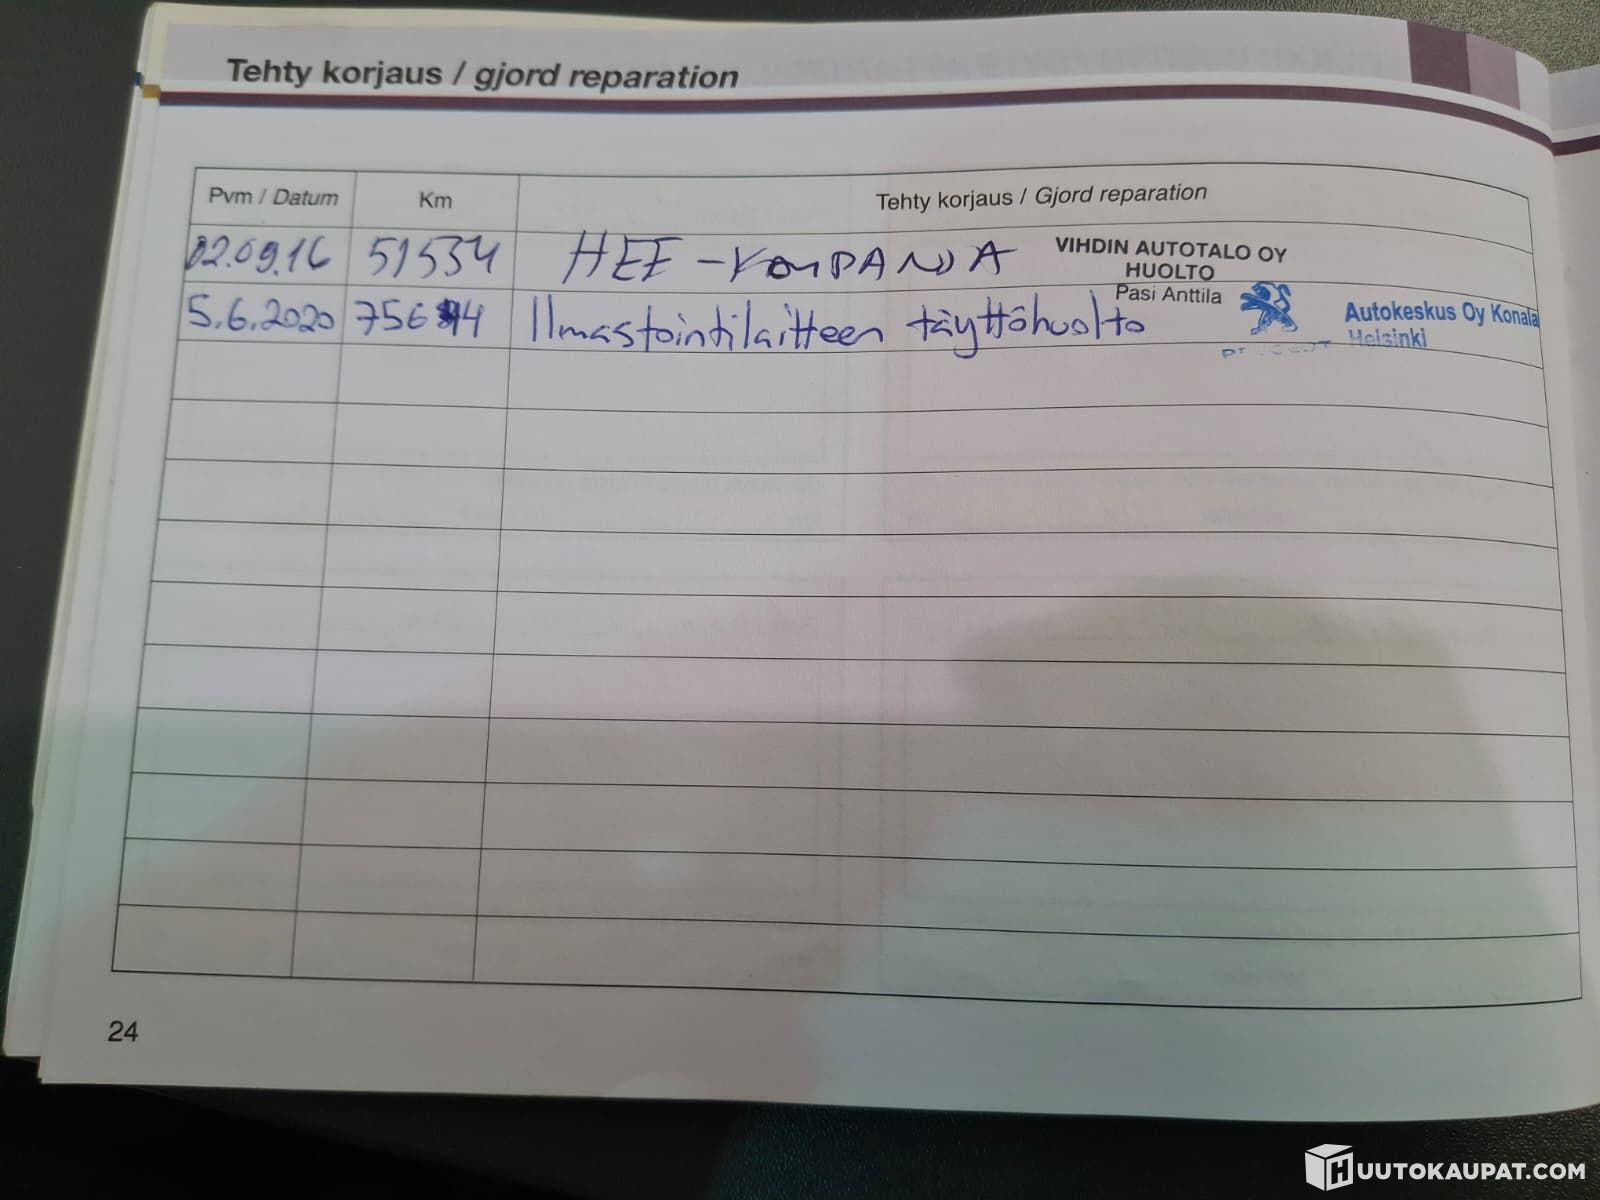 Tehty korjaus / gjord reparation
Pvm / Datum Km Tehty korjaus / Gjord reparation
02.09.16 51534 HEF - KAMPANJA VIHDIN AUTOTALO OY
HUOLTO
Pasi Anttila
5.6.2020 Ilmastointilaitteen täyttöhuolto Autokeskus Oy Konala
Helsinki
24
HUUTOKAUPAT.COM